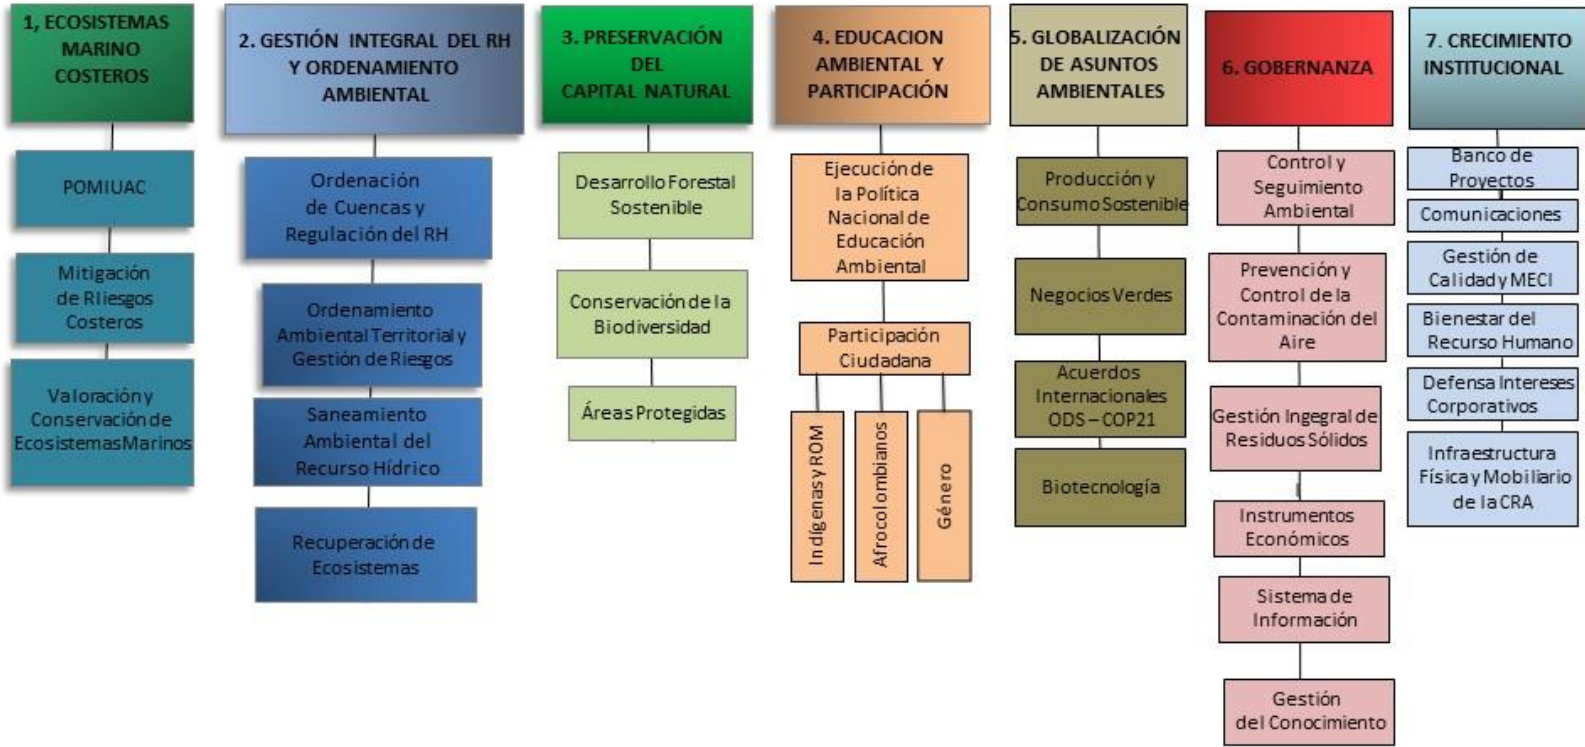 1, ECOSISTEMAS
MARINO
COSTEROS
POMIUAC
Mitigación
de RIiesgos
Costeros
Valoración y
Conservación de
Ecosistemas Marinos
2. GESTIÓN INTEGRAL DEL RH
Y ORDENAMIENTO
AMBIENTAL
Ordenación
de Cuencas y
Regulación del RH
Ordenamiento
Ambiental Territorial y
Gestión de Riesgos
Saneamiento
Ambiental del
Recurso Hídrico
Recuperación de
Ecosistemas
3. PRESERVACIÓN
DEL
CAPITAL NATURAL
Desarrollo Forestal
Sostenible
Conservación de la
Biodiversidad
Áreas Protegidas
4. EDUCACION
AMBIENTAL Y
PARTICIPACIÓN
Ejecución de
la Política
Nacional de
Educación
Ambiental
Participación
Ciudadana
Indígenas y ROM
Afrocolombianos
Género
5. GLOBALIZACIÓN
DE ASUNTOS
AMBIENTALES
Producción y
Consumo Sostenible
Negocios Verdes
Acuerdos
Internacionales
ODS – COP21
Biotecnología
6. GOBERNANZA
Control y
Seguimiento
Ambiental
Prevención y
Control de la
Contaminación del
Aire
Gestión Ingegral de
Residuos Sólidos
Instrumentos
Económicos
Sistema de
Información
Gestión
del Conocimiento
7. CRECIMIENTO
INSTITUCIONAL
Banco de
Proyectos
Comunicaciones
Gestión de
Calidad y MECI
Bienestar del
Recurso Humano
Defensa Intereses
Corporativos
Infraestructura
Física y Mobiliario
de la CRA